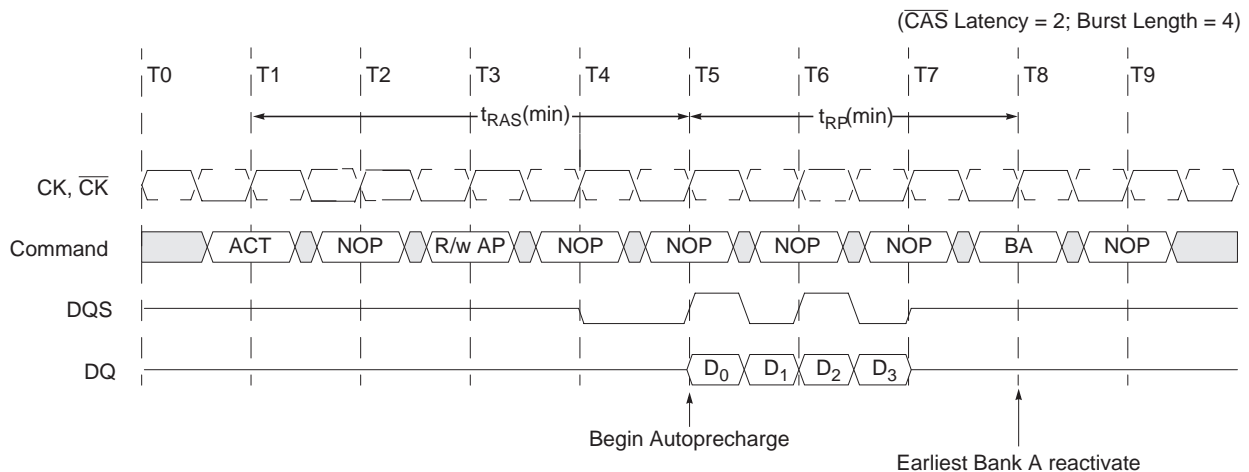 (CAS Latency = 2; Burst Length = 4)
T0 T1 T2 T3 T4 T5 T6 T7 T8 T9
tRAS(min) tRP(min)
CK, CK
Command ACT NOP R/w AP NOP NOP NOP NOP BA NOP
DQS
DQ D0 D1 D2 D3
Begin Autoprecharge
Earliest Bank A reactivate